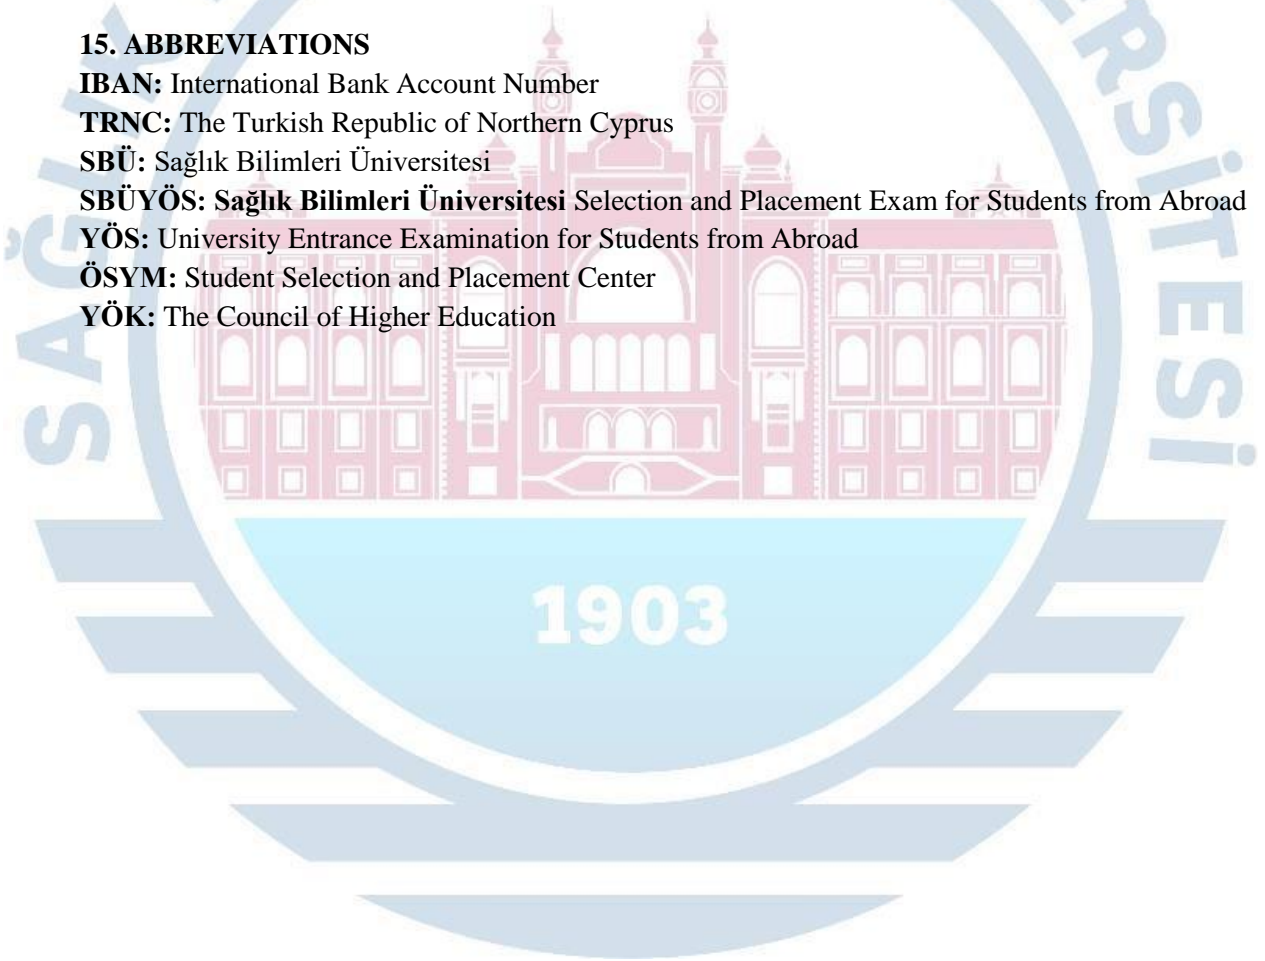 15. ABBREVIATIONS
IBAN: International Bank Account Number
TRNC: The Turkish Republic of Northern Cyprus
SBÜ: Sağlık Bilimleri Üniversitesi
SBÜYÖS: Sağlık Bilimleri Üniversitesi Selection and Placement Exam for Students from Abroad
YÖS: University Entrance Examination for Students from Abroad
ÖSYM: Student Selection and Placement Center
YÖK: The Council of Higher Education
1903